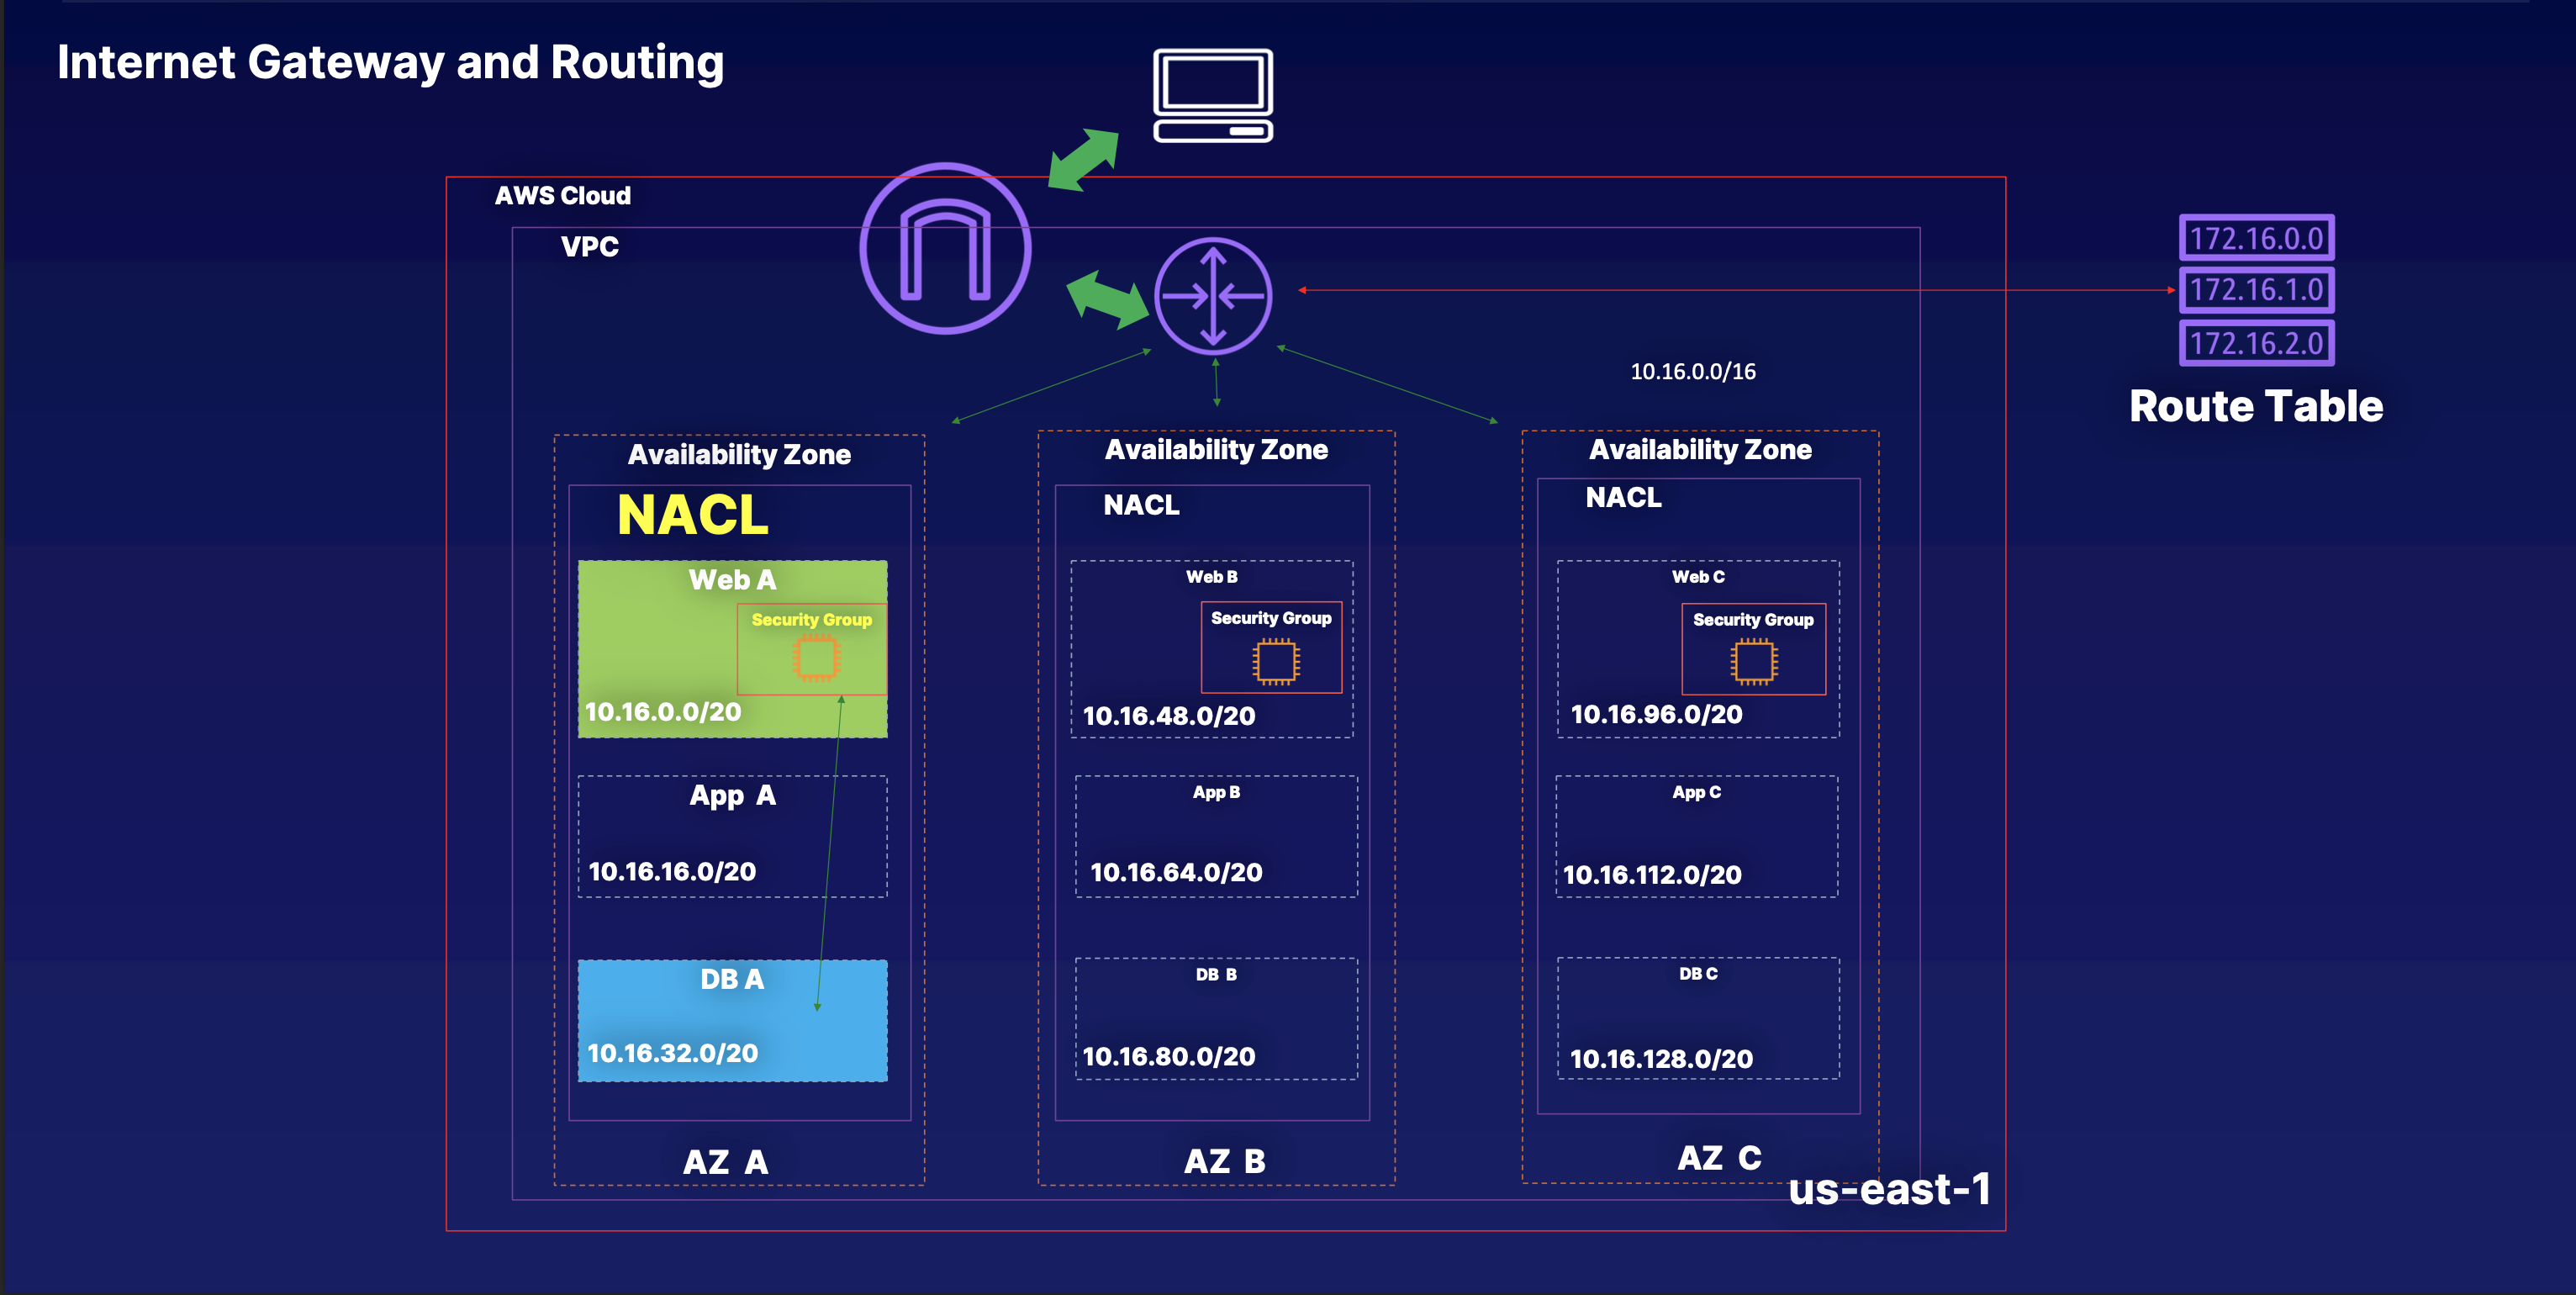 Internet Gateway and Routing
AWS Cloud
VPC
172.16.0.0
172.16.1.0
172.16.2.0
Route Table
10.16.0.0/16
Availability Zone
NACL
Web A
Security Group
10.16.0.0/20
App A
10.16.16.0/20
DB A
10.16.32.0/20
AZ A
Availability Zone
NACL
Web B
Security Group
10.16.48.0/20
App B
10.16.64.0/20
DB B
10.16.80.0/20
AZ B
Availability Zone
NACL
Web C
Security Group
10.16.96.0/20
App C
10.16.112.0/20
DB C
10.16.128.0/20
AZ C
us-east-1